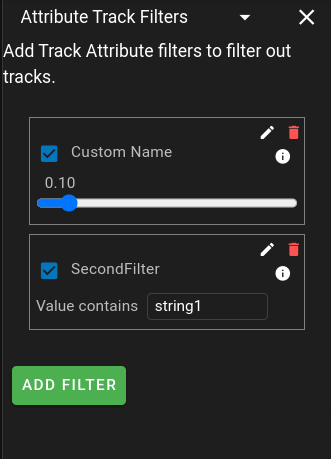 Attribute Track Filters
Add Track Attribute filters to filter out
tracks.
Custom Name
0.10
SecondFilter
Value contains string1
ADD FILTER